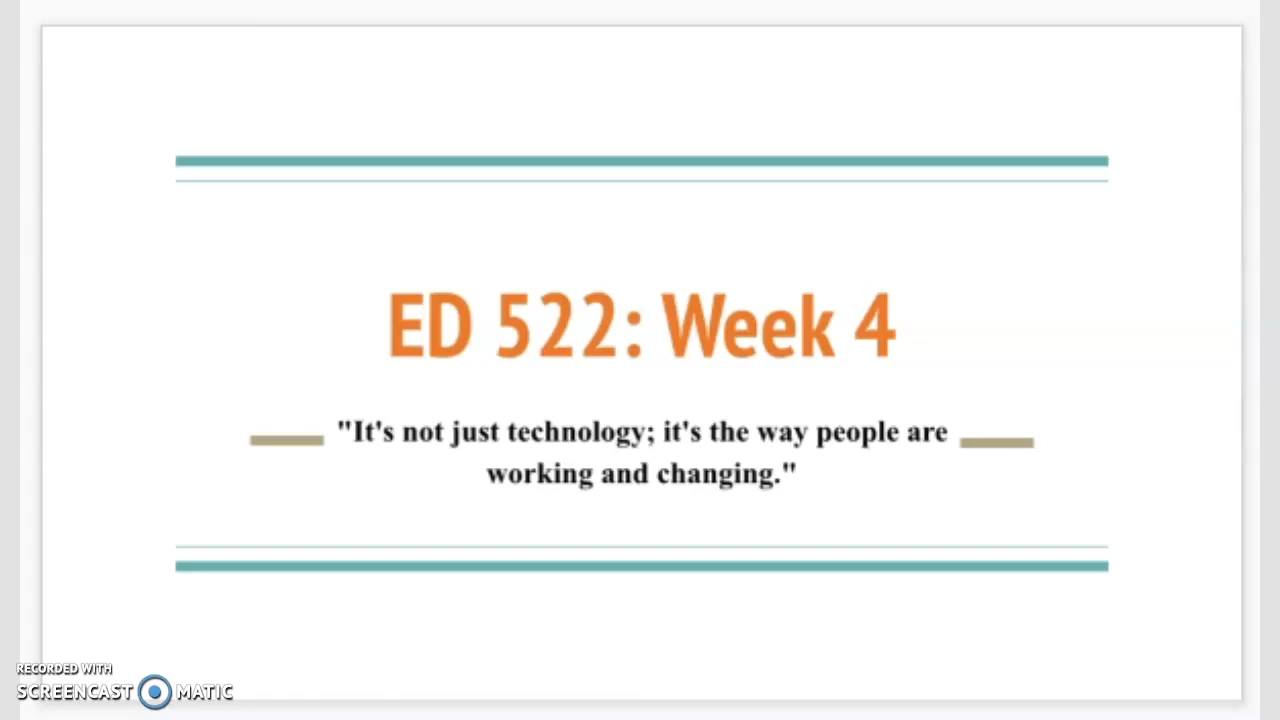 ED 522: Week 4
"It's not just technology; it's the way people are
working and changing."
RECORDED WITH
SCREENCAST MATIC